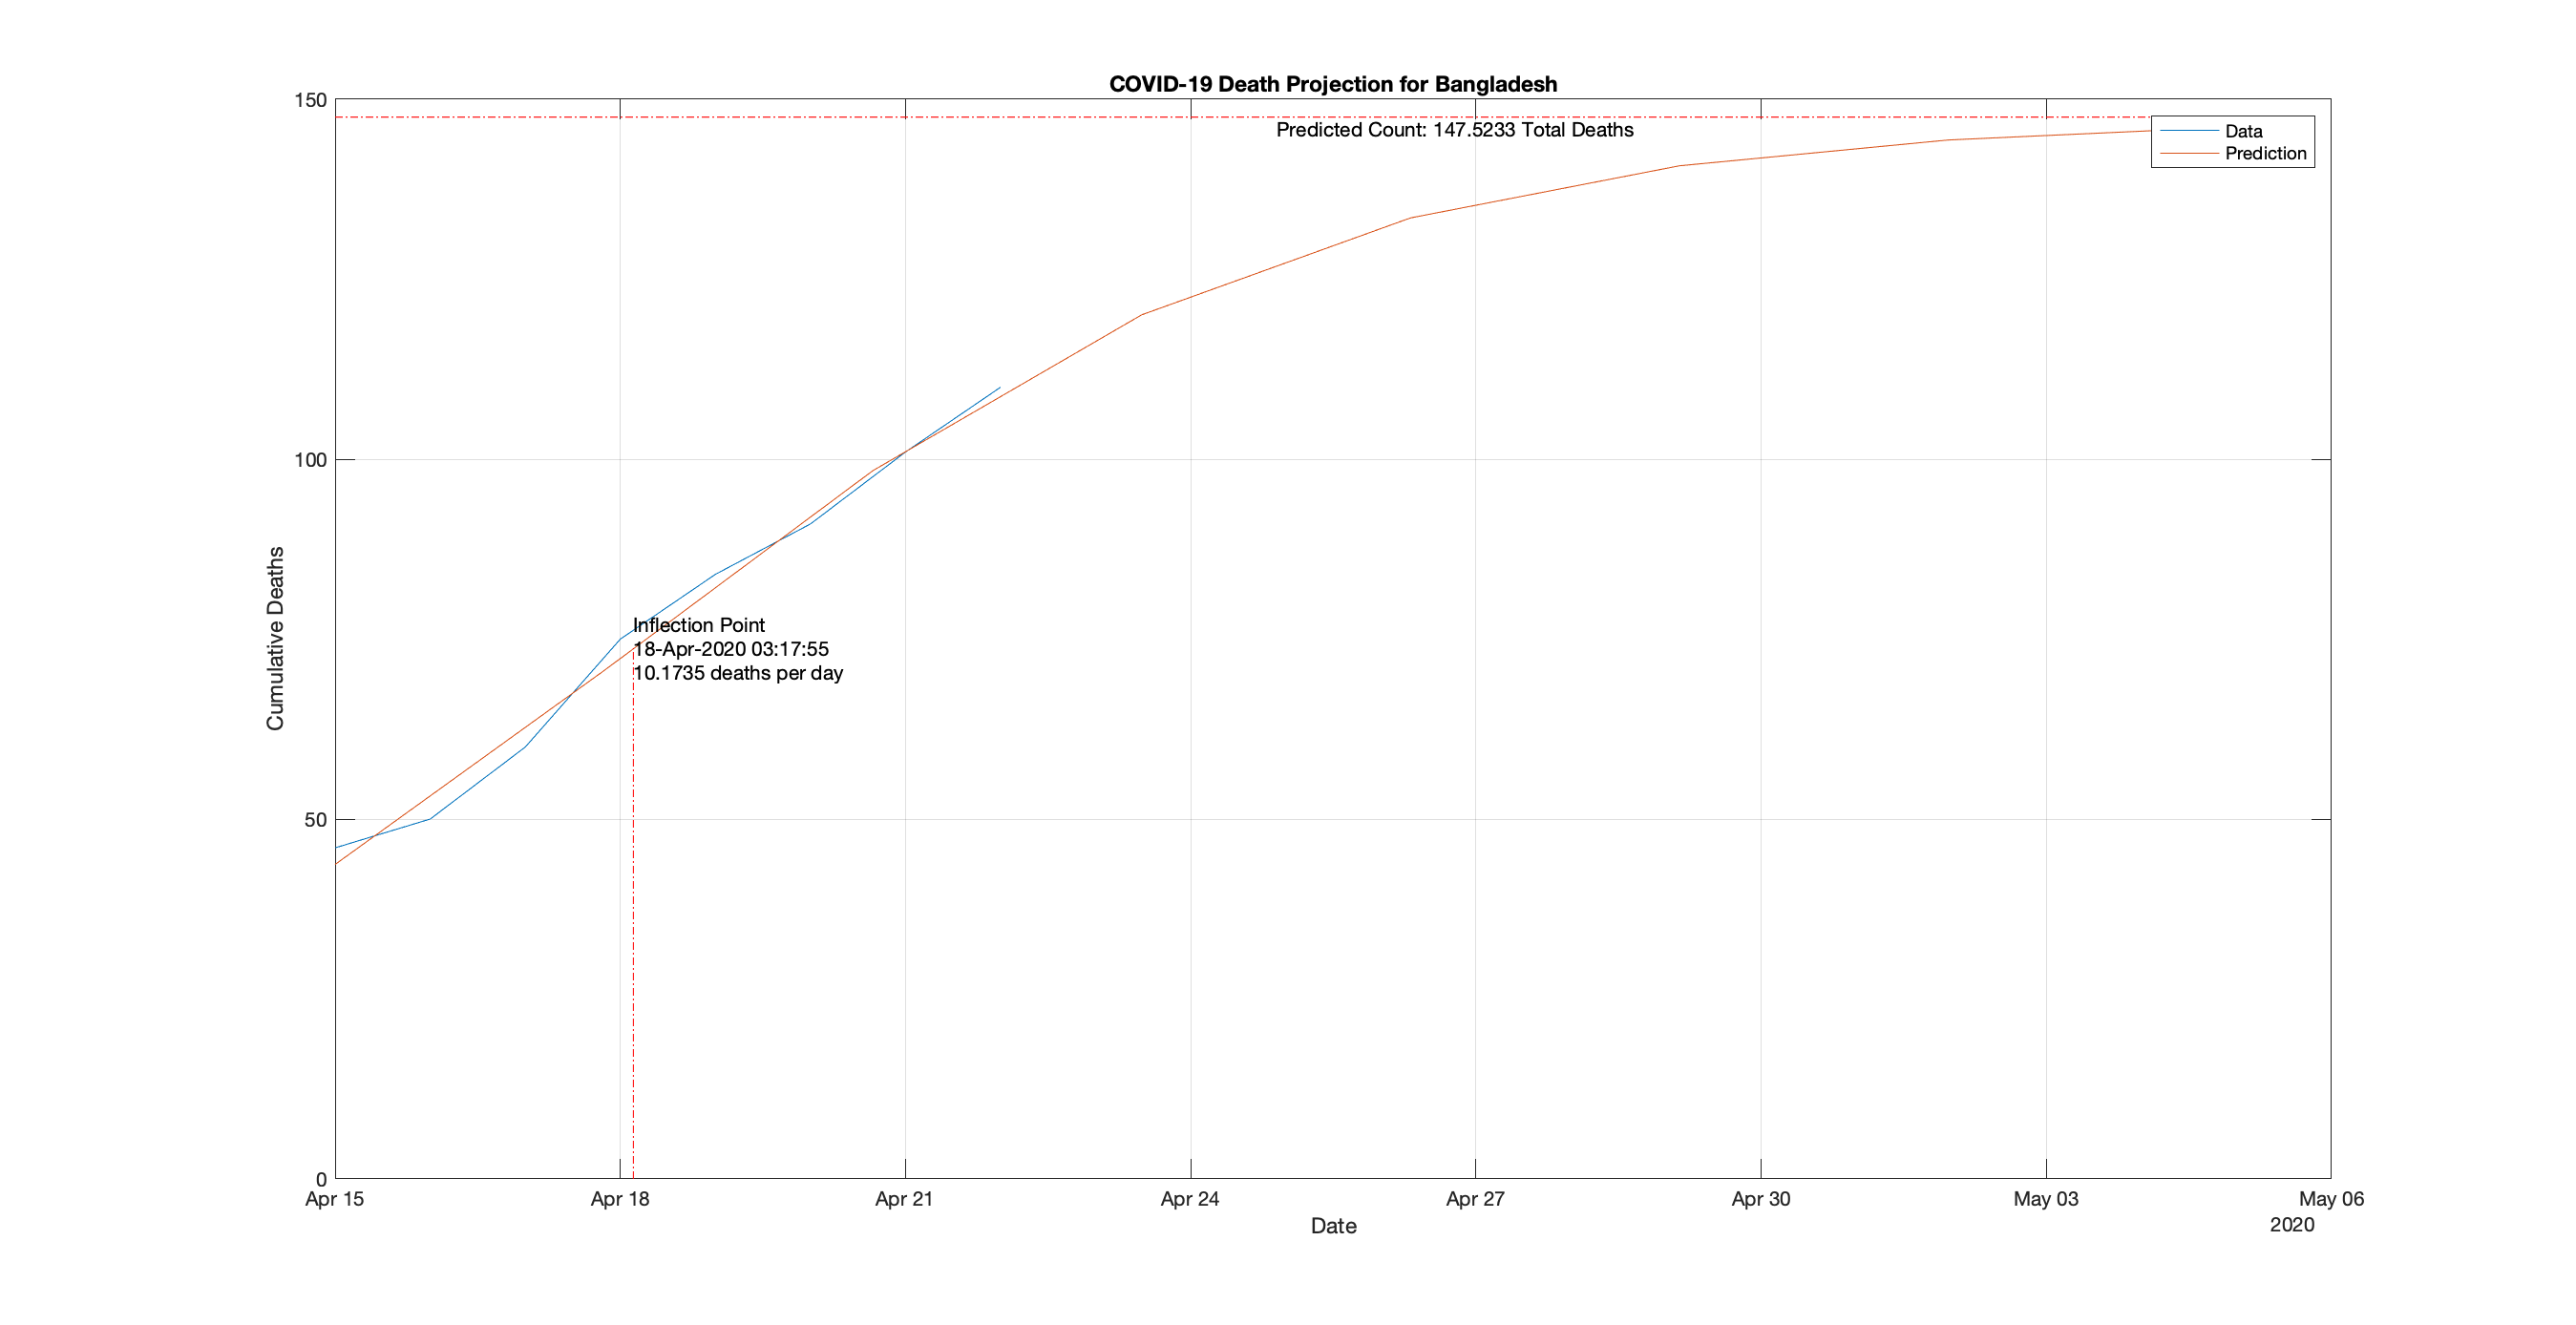 COVID-19 Death Projection for Bangladesh
150
Predicted Count: 147.5233 Total Deaths
Data
Prediction
100
Cumulative Deaths
Inflection Point
18-Apr-2020 03:17:55
10.1735 deaths per day
50
0
Apr 15
Apr 18
Apr 21
Apr 24
Apr 27
Apr 30
May 03
May 06
Date
2020